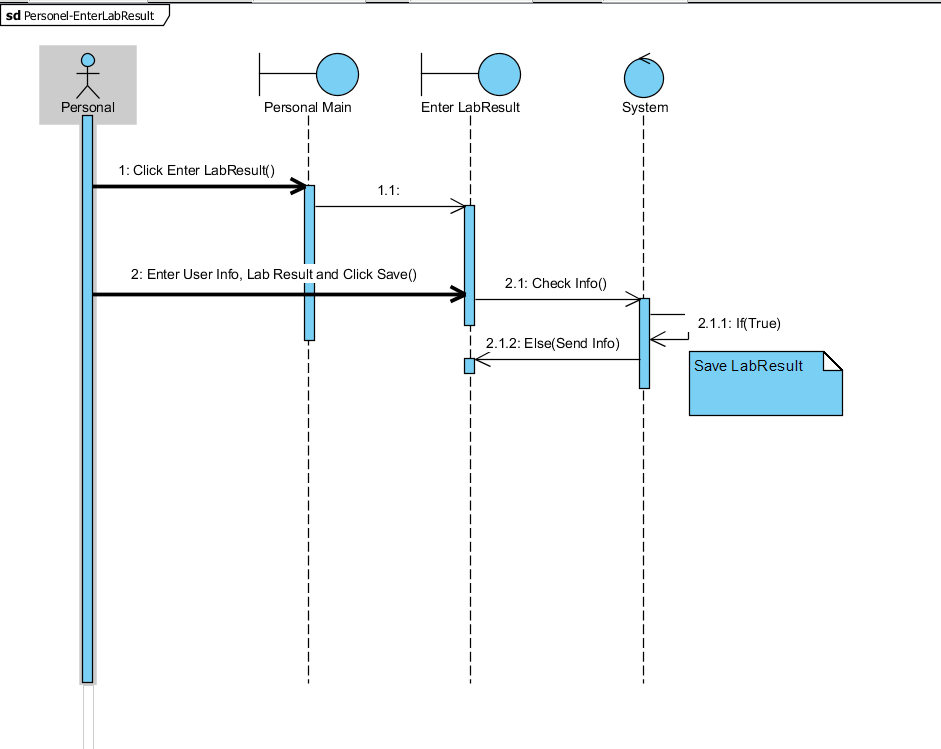 sd Personel-EnterLabResult
Personal
Personal Main
Enter LabResult
System
1: Click Enter LabResult()
1.1:
2: Enter User Info, Lab Result and Click Save()
2.1: Check Info()
2.1.1: If(True)
2.1.2: Else(Send Info)
Save LabResult